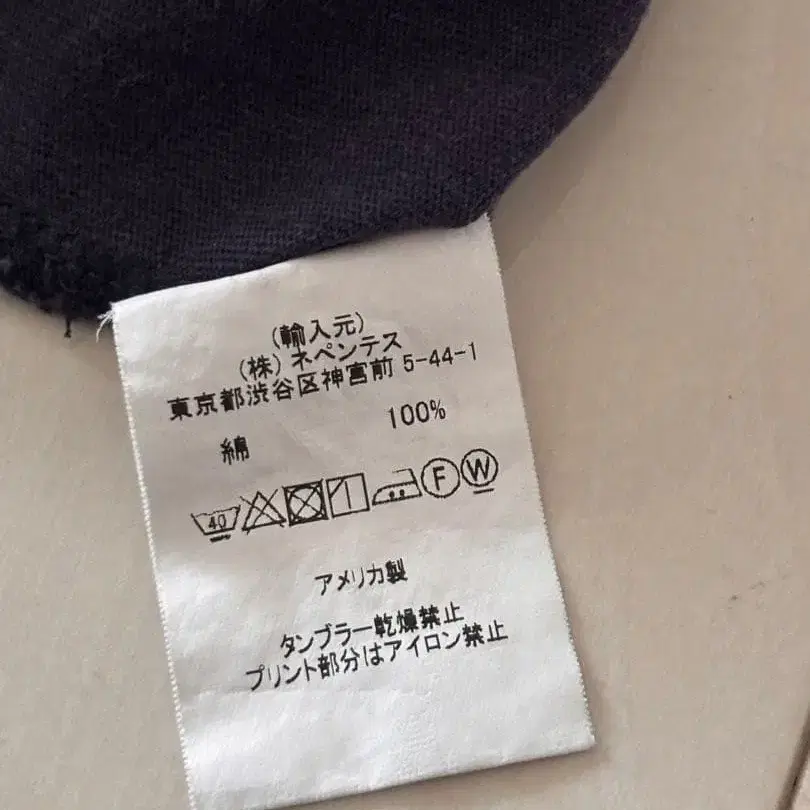 (輸入元)
(株) ネペンテス
東京都渋谷区神宮前 5-44-1
綿 100%
40 F W
アメリカ製
タンブラー乾燥禁止
プリント部分はアイロン禁止